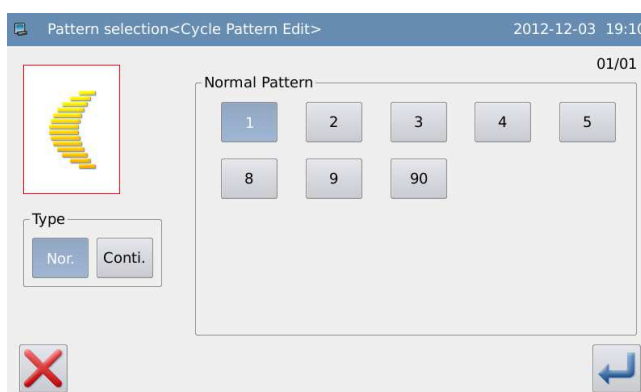 Pattern selection<Cycle Pattern Edit> 2012-12-03 19:10
01/01
Normal Pattern
1 2 3 4 5
8 9 90
Type
Nor. Conti.